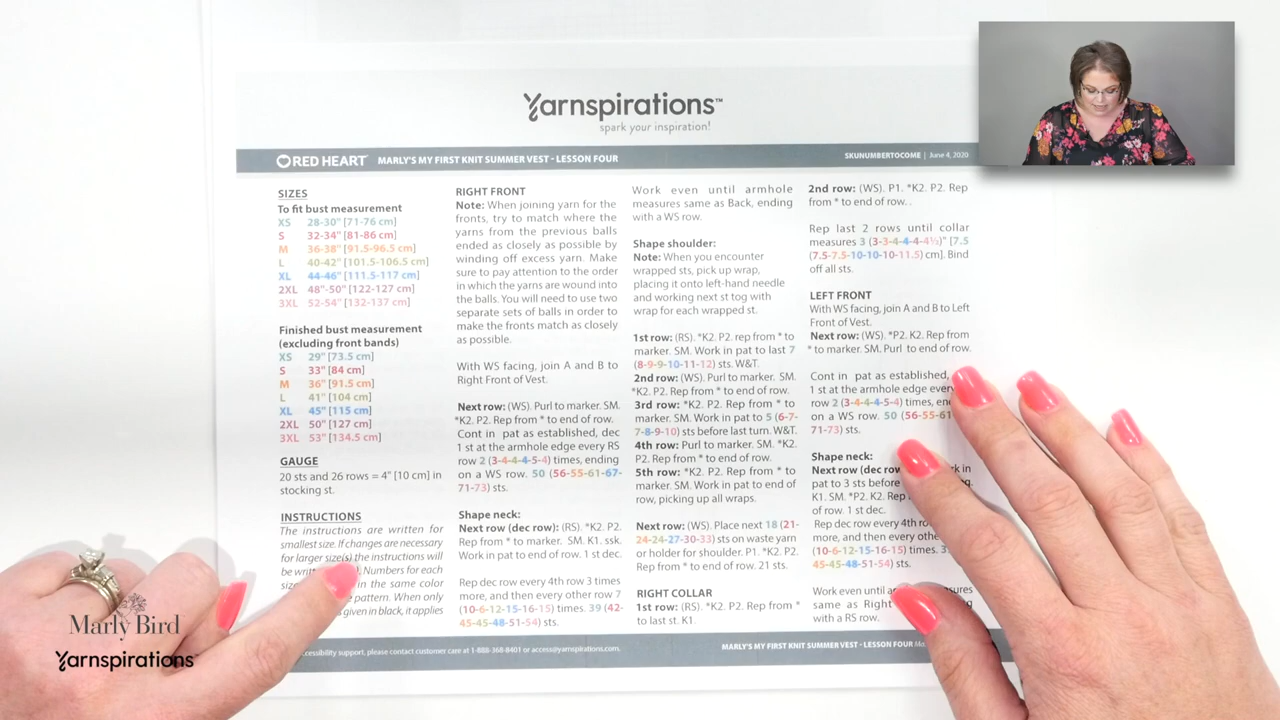 Yarnspirations™
spark your inspiration!
RED HEART
MARLY'S MY FIRST KNIT SUMMER VEST - LESSON FOUR
SKUNUMBERTOCOME | June 4, 2020
SIZES
To fit bust measurement
XS 28-30" [71-76 cm]
S 32-34" [81-86 cm]
M 36-38" [91.5-96.5 cm]
L 40-42" [101.5-106.5 cm]
XL 44-46" [111.5-117 cm]
2XL 48"-50" [122-127 cm]
3XL 52-54" [132-137 cm]
Finished bust measurement
(excluding front bands)
XS 29" [73.5 cm]
S 33" [84 cm]
M 36" [91.5 cm]
L 41" [104 cm]
XL 45" [115 cm]
2XL 50" [127 cm]
3XL 53" [134.5 cm]
GAUGE
20 sts and 26 rows = 4" [10 cm] in
stocking st.
INSTRUCTIONS
The instructions are written for
smallest size. If changes are necessary
for larger size(s) the instructions will
be Numbers for each
in the same color
pattern. When only
given in black, it applies
RIGHT FRONT
Note: When joining yarn for the
fronts, try to match where the
yarns from the previous balls
ended as closely as possible by
winding off excess yarn. Make
sure to pay attention to the order
in which the yarns are wound into
the balls. You will need to use two
separate sets of balls in order to
make the fronts match as closely
as possible.
With WS facing, join A and B to
Right Front of Vest.
Next row: (WS). Purl to marker. SM.
*K2. P2. Rep from * to end of row.
Cont in pat as established, dec
1 st at the armhole edge every RS
row 2 (3-4-4-4-5-4) times, ending
on a WS row. 50 (56-55-61-67-
71-73) sts.
Shape neck:
Next row (dec row): (RS). *K2. P2.
Rep from * to marker. SM. K1. ssk.
Work in pat to end of row. 1 st dec.
Rep dec row every 4th row 3 times
more, and then every other row 7
(10-6-12-15-16-15) times. 39 (42-
45-45-48-51-54) sts.
Work even until armhole
measures same as Back, ending
with a WS row.
Shape shoulder:
Note: When you encounter
wrapped sts, pick up wrap,
placing it onto left-hand needle
and working next st tog with
wrap for each wrapped st.
1st row: (RS). *K2. P2. rep from * to
marker. SM. Work in pat to last 7
(8-9-9-10-11-12) sts. W&T.
2nd row: (WS). Purl to marker. SM.
*K2. P2. Rep from * to end of row.
3rd row: *K2. P2. Rep from * to
marker. SM. Work in pat to 5 (6-7-
7-8-9-10) sts before last turn. W&T.
4th row: Purl to marker. SM. *K2.
P2. Rep from * to end of row.
5th row: *K2. P2. Rep from * to
marker. SM. Work in pat to end of
row, picking up all wraps.
Next row: (WS). Place next 18 (21-
24-24-27-30-33) sts on waste yarn
or holder for shoulder. P1. *K2. P2.
Rep from * to end of row. 21 sts.
RIGHT COLLAR
1st row: (RS). *K2. P2. Rep from *
to last st. K1.
2nd row: (WS). P1. *K2. P2. Rep
from * to end of row. .
Rep last 2 rows until collar
measures 3 (3-3-4-4-4-4½)" [7.5
(7.5-7.5-10-10-10-11.5) cm]. Bind
off all sts.
LEFT FRONT
With WS facing, join A and B to Left
Front of Vest.
Next row: (WS). *P2. K2. Rep from
* to marker. SM. Purl to end of row.
Cont in pat as established,
1 st at the armhole edge every
row 2 (3-4-4-4-5-4) times,
on a WS row. 50 (56-55-61
71-73) sts.
Shape neck:
Next row (dec row
pat to 3 sts before
K1. SM. *P2. K2. Rep
of row. 1 st dec.
Rep dec row every 4th
more, and then every other row
(10-6-12-15-16-15) times.
45-45-48-51-54) sts.
Work even until
same as Right
with a RS row.
accessibility support, please contact customer care at 1-888-368-8401 or access@yarnspirations.com.
MARLY'S MY FIRST KNIT SUMMER VEST - LESSON FOUR
Marly Bird
Yarnspirations